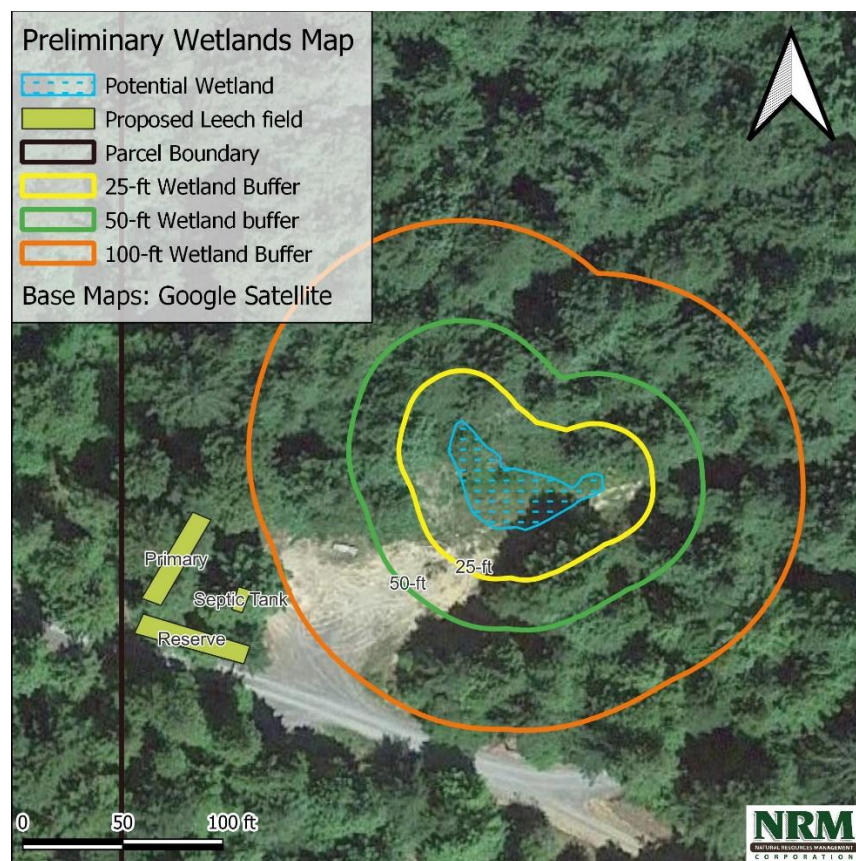 Preliminary Wetlands Map
Potential Wetland
Proposed Leech field
Parcel Boundary
25-ft Wetland Buffer
50-ft Wetland buffer
100-ft Wetland Buffer
Base Maps: Google Satellite
Primary
Septic Tank
Reserve
50-ft
25-ft
0 50 100 ft
NRM
NATURAL RESOURCES MANAGEMENT
CORPORATION